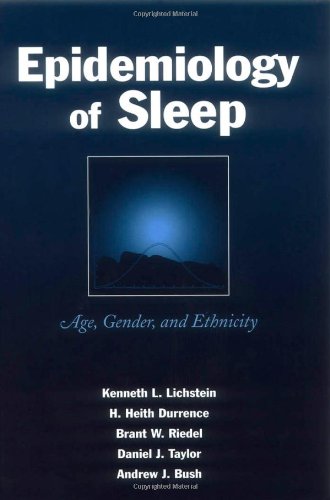 Epidemiology
of Sleep
Age, Gender, and Ethnicity
Kenneth L. Lichstein
H. Heith Durrence
Brant W. Riedel
Daniel J. Taylor
Andrew J. Bush